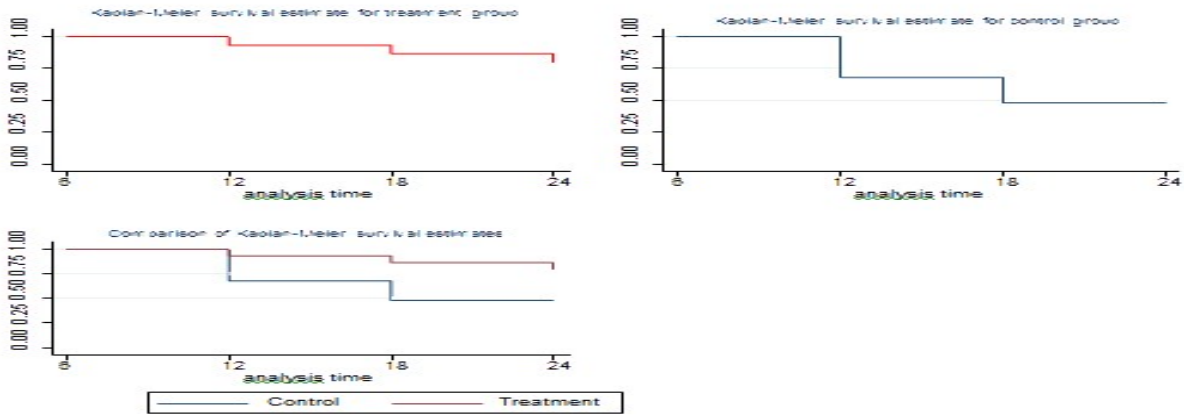 Kaplan-Meier survival estimate for treatment group
1.00
0.75
0.50
0.25
0.00
6 12 18 24
analysis time
Kaplan-Meier survival estimate for control group
1.00
0.75
0.50
0.25
0.00
6 12 18 24
analysis time
Comparison of Kaplan-Meier survival estimates
1.00
0.75
0.50
0.25
0.00
6 12 18 24
analysis time
Control Treatment